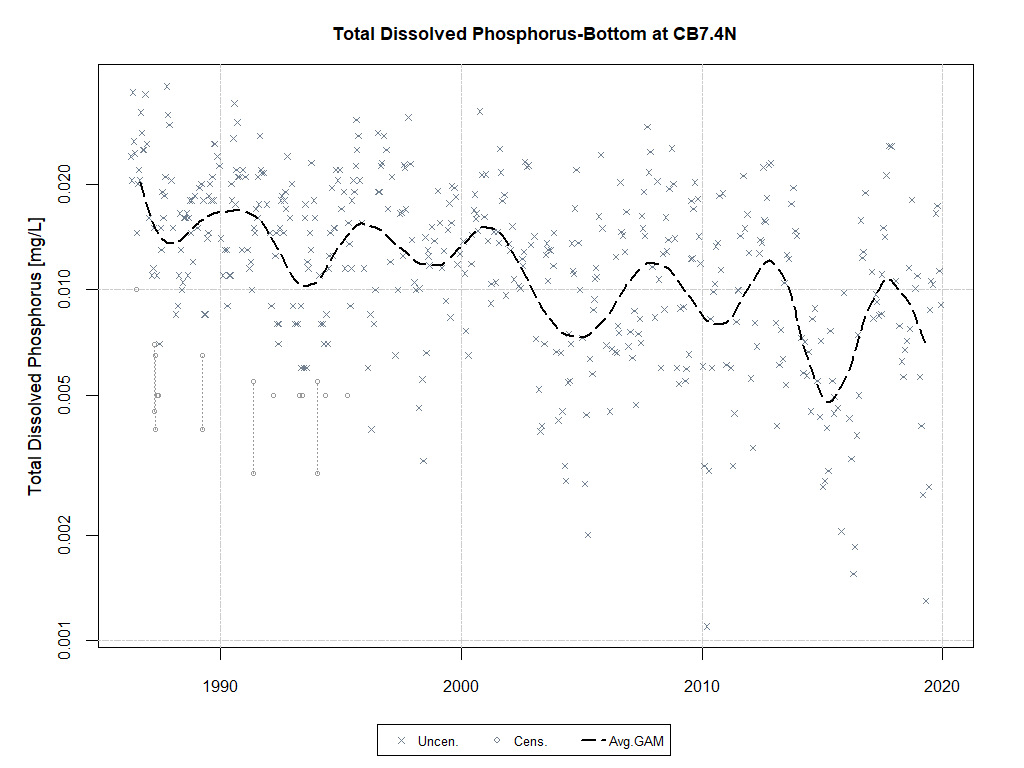 Total Dissolved Phosphorus-Bottom at CB7.4N
Total Dissolved Phosphorus [mg/L]
0.020
0.010
0.005
0.002
0.001
1990 2000 2010 2020
Uncen. Cens. Avg.GAM